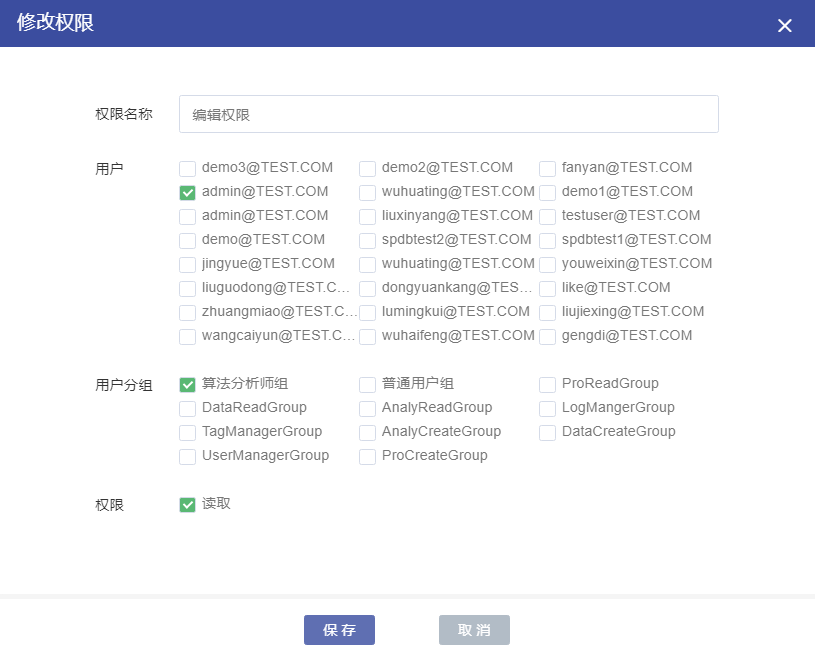 修改权限
权限名称 编辑权限
用户 demo3@TEST.COM demo2@TEST.COM fanyan@TEST.COM
admin@TEST.COM wuhuating@TEST.COM demo1@TEST.COM
admin@TEST.COM liuxinyang@TEST.COM testuser@TEST.COM
demo@TEST.COM spdbtest2@TEST.COM spdbtest1@TEST.COM
jingyue@TEST.COM wuhuating@TEST.COM youweixin@TEST.COM
liuguodong@TEST.C... dongyuankang@TES... like@TEST.COM
zhuangmiao@TEST.C... lumingkui@TEST.COM liujiexing@TEST.COM
wangcaiyun@TEST.C... wuhaifeng@TEST.COM gengdi@TEST.COM
用户分组 算法分析师组 普通用户组 ProReadGroup
DataReadGroup AnalyReadGroup LogMangerGroup
TagManagerGroup AnalyCreateGroup DataCreateGroup
UserManagerGroup ProCreateGroup
权限 读取
保存 取消